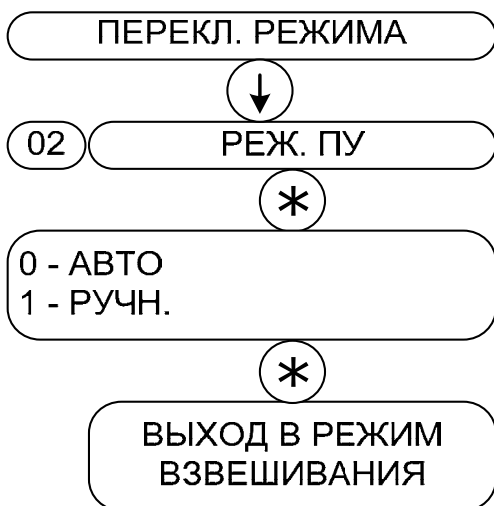 ПЕРЕКЛ. РЕЖИМА
↓
02 РЕЖ. ПУ
*
0 - АВТО
1 - РУЧН.
*
ВЫХОД В РЕЖИМ
ВЗВЕШИВАНИЯ